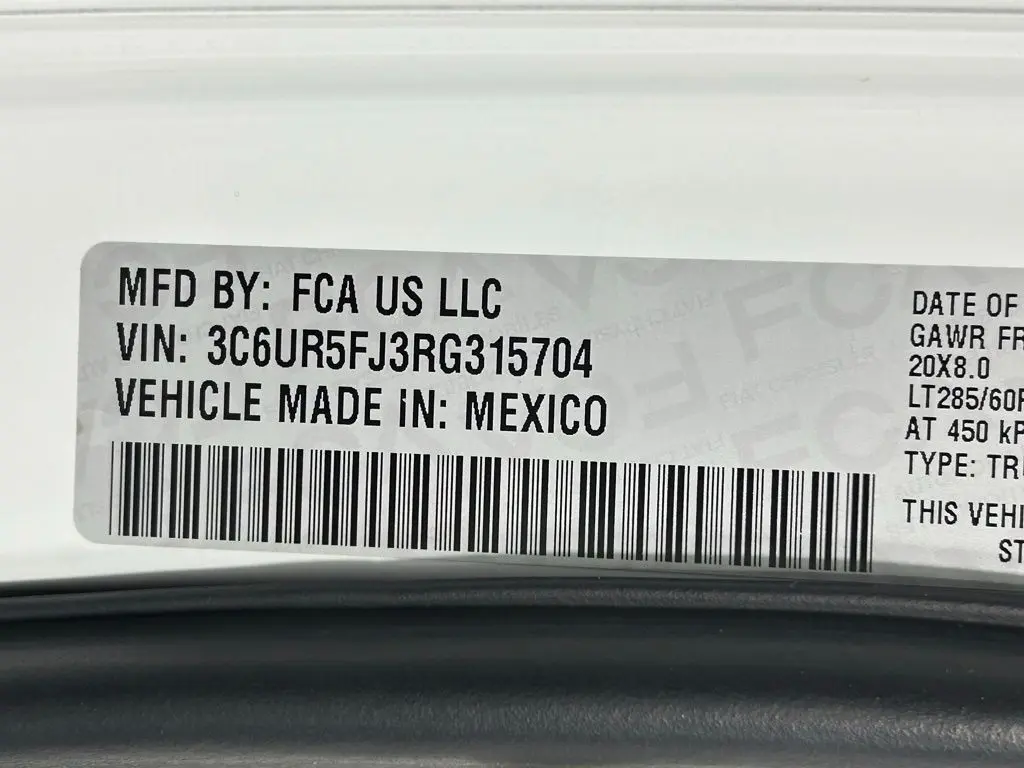 MFD BY: FCA US LLC
VIN: 3C6UR5FJ3RG315704
VEHICLE MADE iN: MEXICO
DATE OF
GAWR FR
20X8.0
LT285/60R
AT 450 kP
TYPE: TR
THIS VEHI
ST